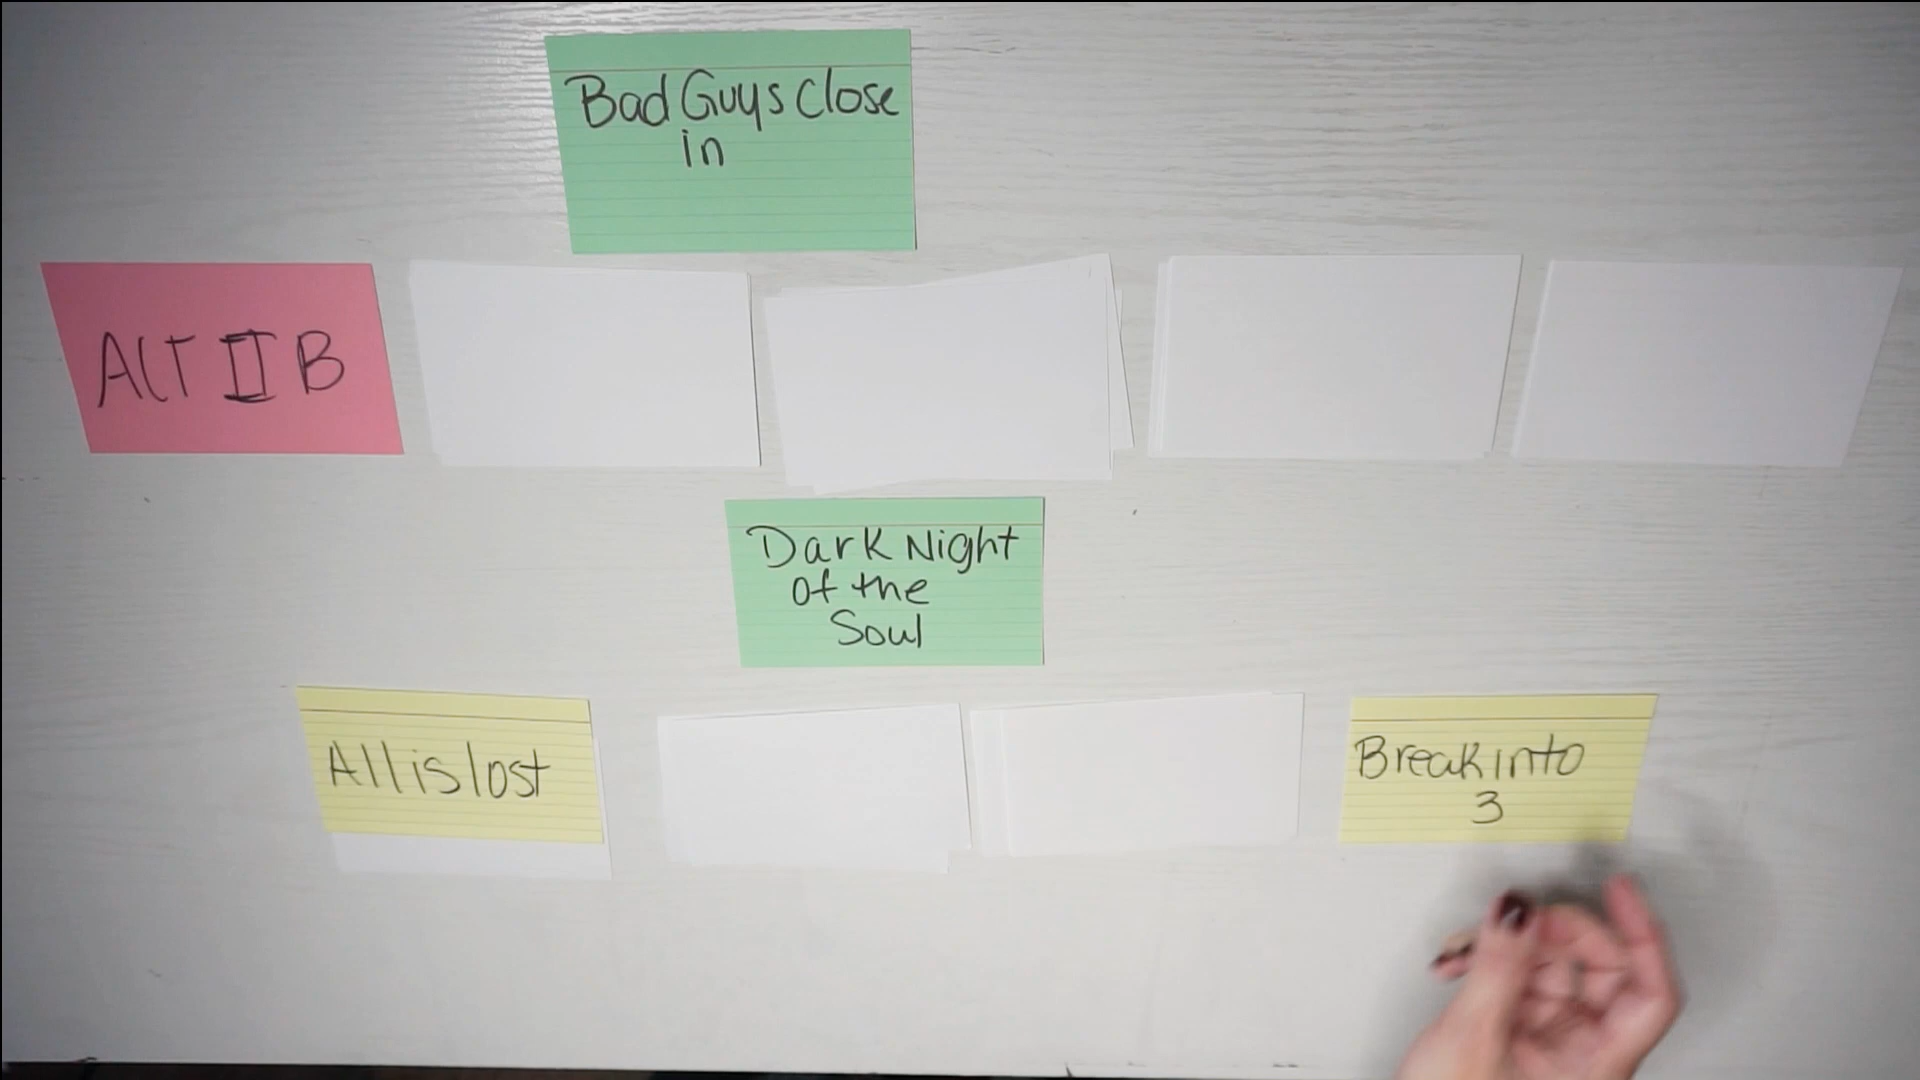 Bad Guys Close
in
ACT II B
Dark Night
of the
Soul
All is lost
Break into
3